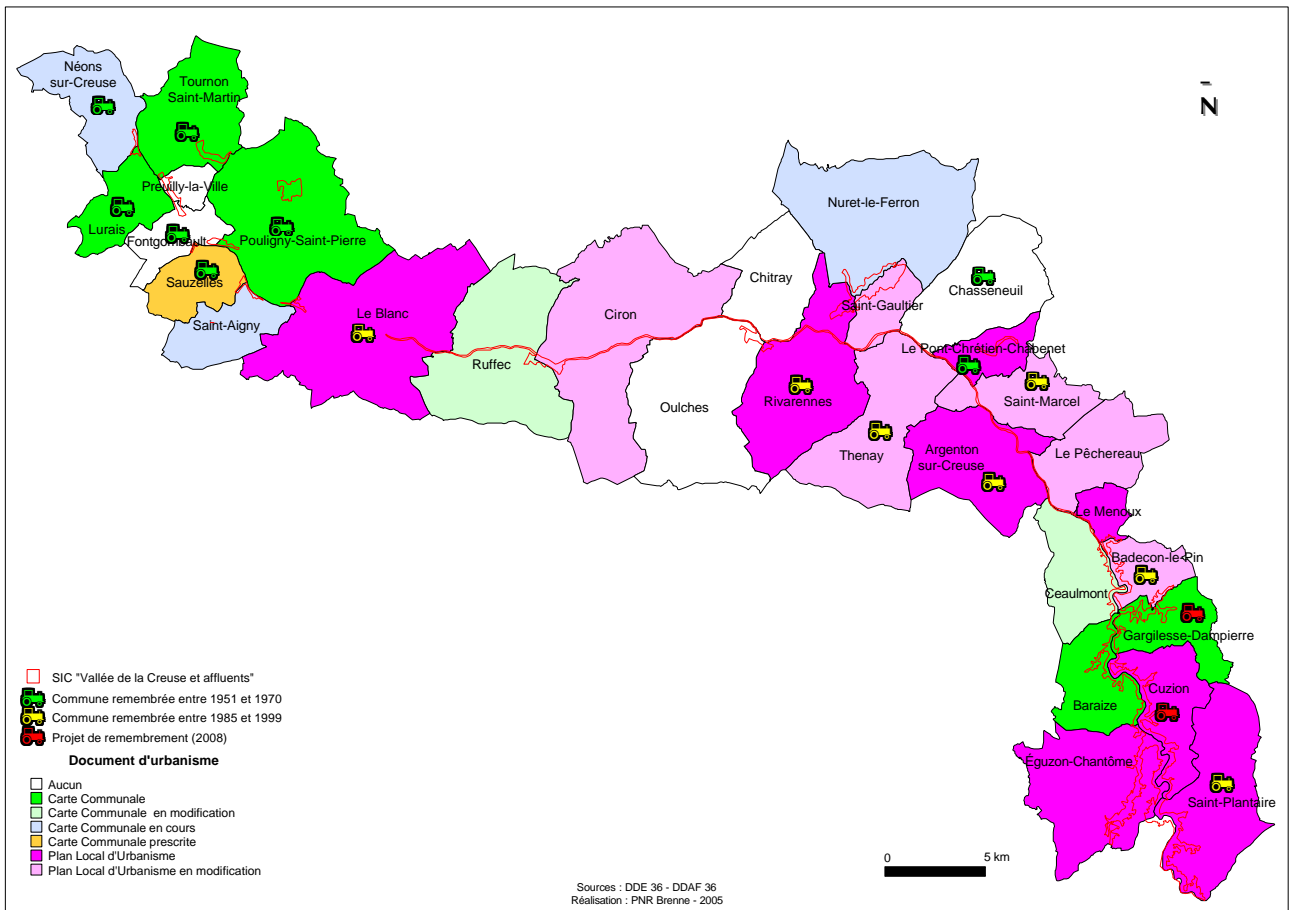 Néons
sur-Creuse
Tournon
Saint-Martin
N
Preuilly-la-Ville
Nuret-le-Ferron
Lurais
Fontgombault
Pouligny-Saint-Pierre
Chitray
Sauzelles
Chasseneuil
Saint-Gaultier
Le Blanc
Ciron
Saint-Aigny
Le Pont-Chrétien-Chabenet
Ruffec
Oulches
Rivarennes
Saint-Marcel
Thenay
Argenton
sur-Creuse
Le Pêchereau
Le Menoux
Badecon-le-Pin
Ceaulmont
Gargilesse-Dampierre
Cuzion
Baraize
Éguzon-Chantôme
Saint-Plantaire
SIC "Vallée de la Creuse et affluents"
Commune remembrée entre 1951 et 1970
Commune remembrée entre 1985 et 1999
Projet de remembrement (2008)
Document d'urbanisme
Aucun
Carte Communale
Carte Communale en modification
Carte Communale en cours
Carte Communale prescrite
Plan Local d'Urbanisme
Plan Local d'Urbanisme en modification
0 5 km
Sources : DDE 36 - DDAF 36
Réalisation : PNR Brenne - 2005